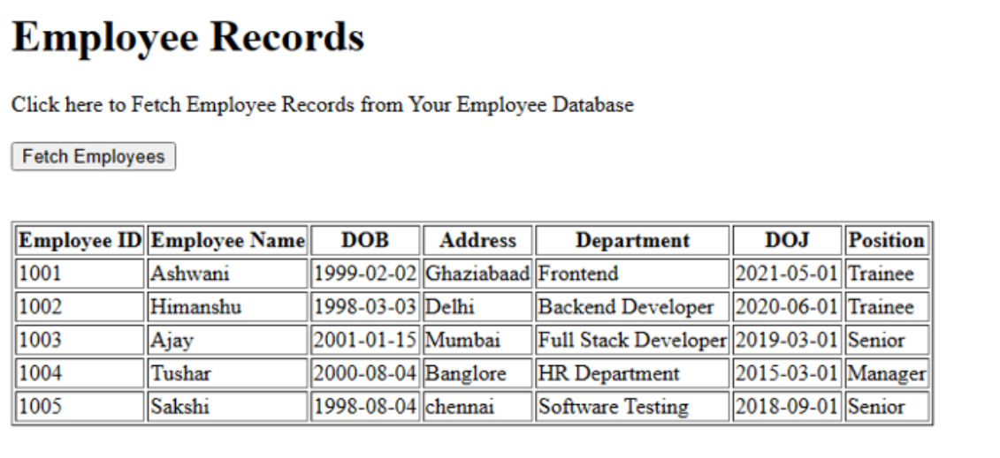 Employee Records
Click here to Fetch Employee Records from Your Employee Database
Fetch Employees
Employee ID Employee Name DOB Address Department DOJ Position
1001 Ashwani 1999-02-02 Ghaziabaad Frontend 2021-05-01 Trainee
1002 Himanshu 1998-03-03 Delhi Backend Developer 2020-06-01 Trainee
1003 Ajay 2001-01-15 Mumbai Full Stack Developer 2019-03-01 Senior
1004 Tushar 2000-08-04 Banglore HR Department 2015-03-01 Manager
1005 Sakshi 1998-08-04 chennai Software Testing 2018-09-01 Senior